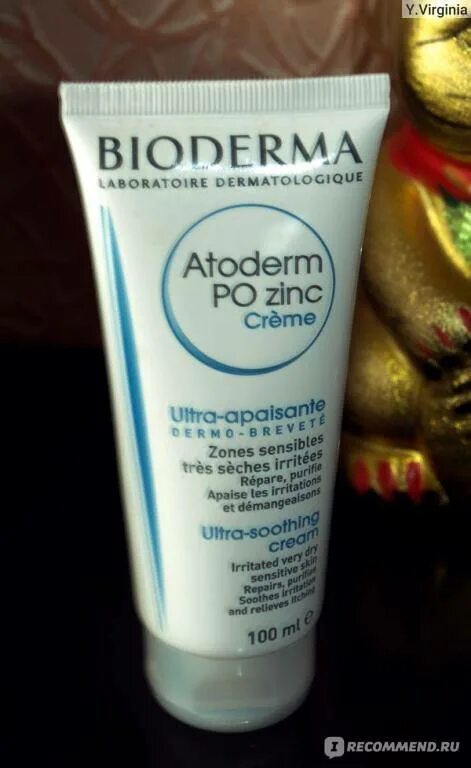 Y.Virginia
BIODERMA
LABORATOIRE DERMATOLOGIQUE
Atoderm
PO zinc
Crème
Ultra-apaisante
DERMO-BREVETÉ
Zones sensibles
très sèches irritées
Répare, purifie
Apaise les irritations
et démangeaisons
Ultra-soothing
cream
Irritated very dry
sensitive skin
Repairs, purifies
Soothes irritation
and relieves itching
100 ml ℮
I RECOMMEND.RU